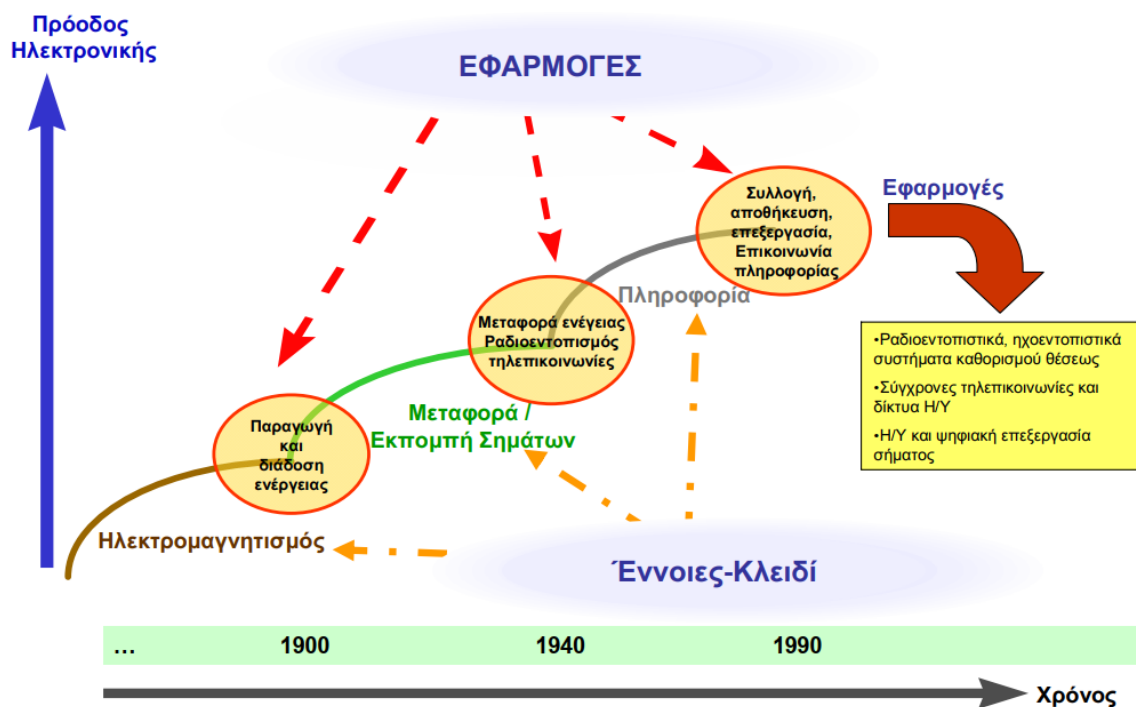 Πρόοδος
Ηλεκτρονικής
ΕΦΑΡΜΟΓΕΣ
Συλλογή,
αποθήκευση,
επεξεργασία,
Επικοινωνία
πληροφορίας
Εφαρμογές
Πληροφορία
Μεταφορά ενέγειας
Ραδιοεντοπισμός
τηλεπικοινωνίες
•Ραδιοεντοπιστικά, ηχοεντοπιστικά
συστήματα καθορισμού θέσεως
•Σύγχρονες τηλεπικοινωνίες και
δίκτυα Η/Υ
•Η/Υ και ψηφιακή επεξεργασία
σήματος
Μεταφορά /
Εκπομπή Σημάτων
Παραγωγή
και
διάδοση
ενέργειας
Ηλεκτρομαγνητισμός
Έννοιες-Κλειδί
... 1900 1940 1990
Χρόνος